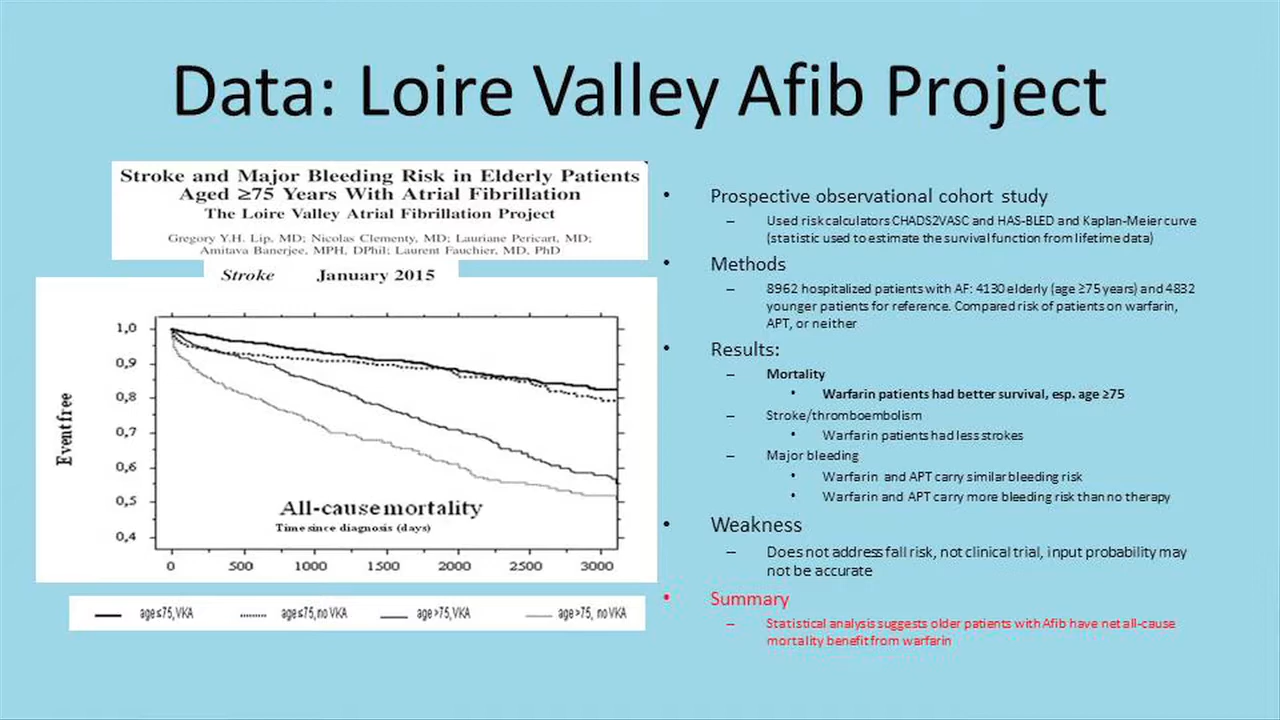 Data: Loire Valley Afib Project
Stroke and Major Bleeding Risk in Elderly Patients
Aged ≥75 Years With Atrial Fibrillation
The Loire Valley Atrial Fibrillation Project
Gregory Y.H. Lip, MD; Nicolas Clementy, MD; Lauriane Pericart, MD;
Amitava Banerjee, MPH, DPhil; Laurent Fauchier, MD, PhD
Stroke January 2015
Event free
1,0
0,9
0,8
0,7
0,6
0,5
0,4
All-cause mortality
Time since diagnosis (days)
0 500 1000 1500 2000 2500 3000
age≤75, VKA age≤75, no VKA age >75, VKA age >75, no VKA
• Prospective observational cohort study
– Used risk calculators CHADS2VASC and HAS-BLED and Kaplan-Meier curve
(statistic used to estimate the survival function from lifetime data)
• Methods
– 8962 hospitalized patients with AF: 4130 elderly (age ≥75 years) and 4832
younger patients for reference. Compared risk of patients on warfarin,
APT, or neither
• Results:
– Mortality
• Warfarin patients had better survival, esp. age ≥75
– Stroke/thromboembolism
• Warfarin patients had less strokes
– Major bleeding
• Warfarin and APT carry similar bleeding risk
• Warfarin and APT carry more bleeding risk than no therapy
• Weakness
– Does not address fall risk, not clinical trial, input probability may
not be accurate
• Summary
– Statistical analysis suggests older patients with Afib have net all-cause
mortality benefit from warfarin